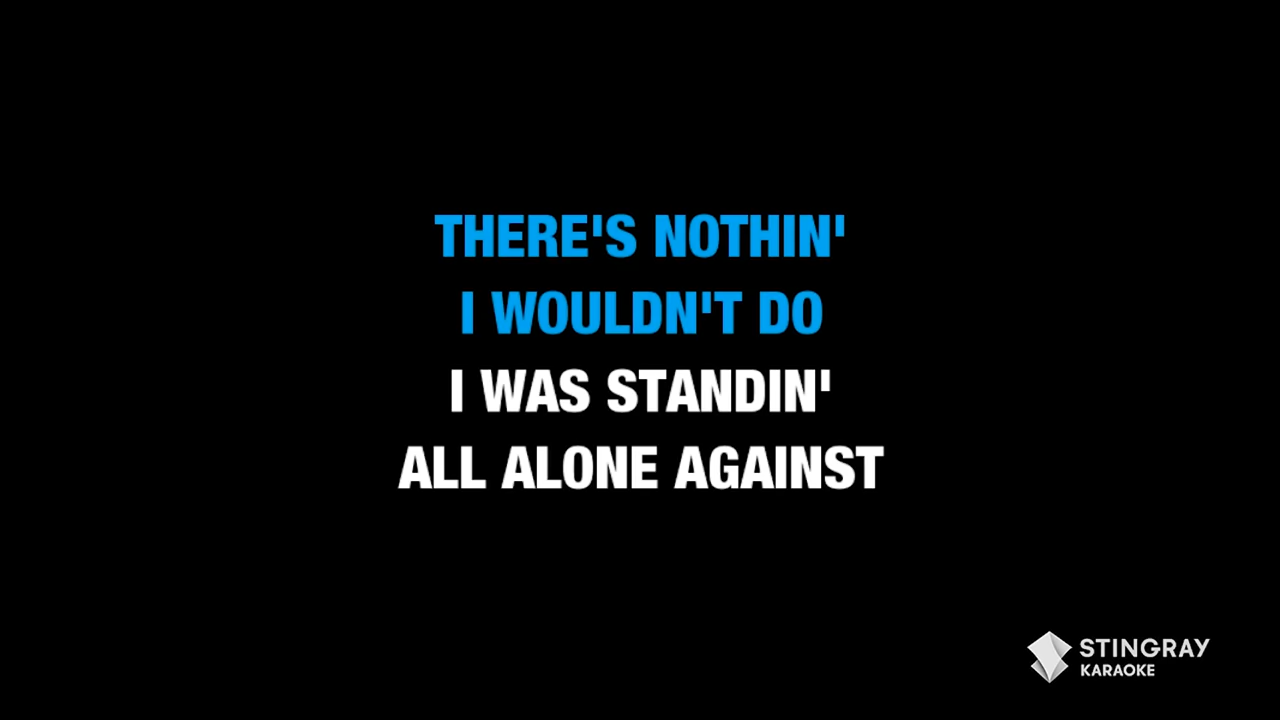 THERE'S NOTHIN'
I WOULDN'T DO
I WAS STANDIN'
ALL ALONE AGAINST
STINGRAY
KARAOKE